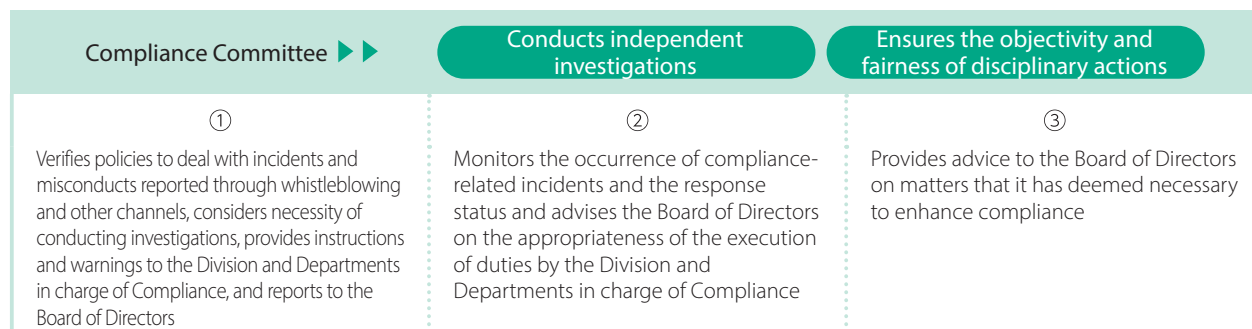 Compliance Committee ▶▶
Conducts independent
investigations
Ensures the objectivity and
fairness of disciplinary actions
①
Verifies policies to deal with incidents and
misconducts reported through whistleblowing
and other channels, considers necessity of
conducting investigations, provides instructions
and warnings to the Division and Departments
in charge of Compliance, and reports to the
Board of Directors
②
Monitors the occurrence of compliance-
related incidents and the response
status and advises the Board of Directors
on the appropriateness of the execution
of duties by the Division and
Departments in charge of Compliance
③
Provides advice to the Board of Directors
on matters that it has deemed necessary
to enhance compliance